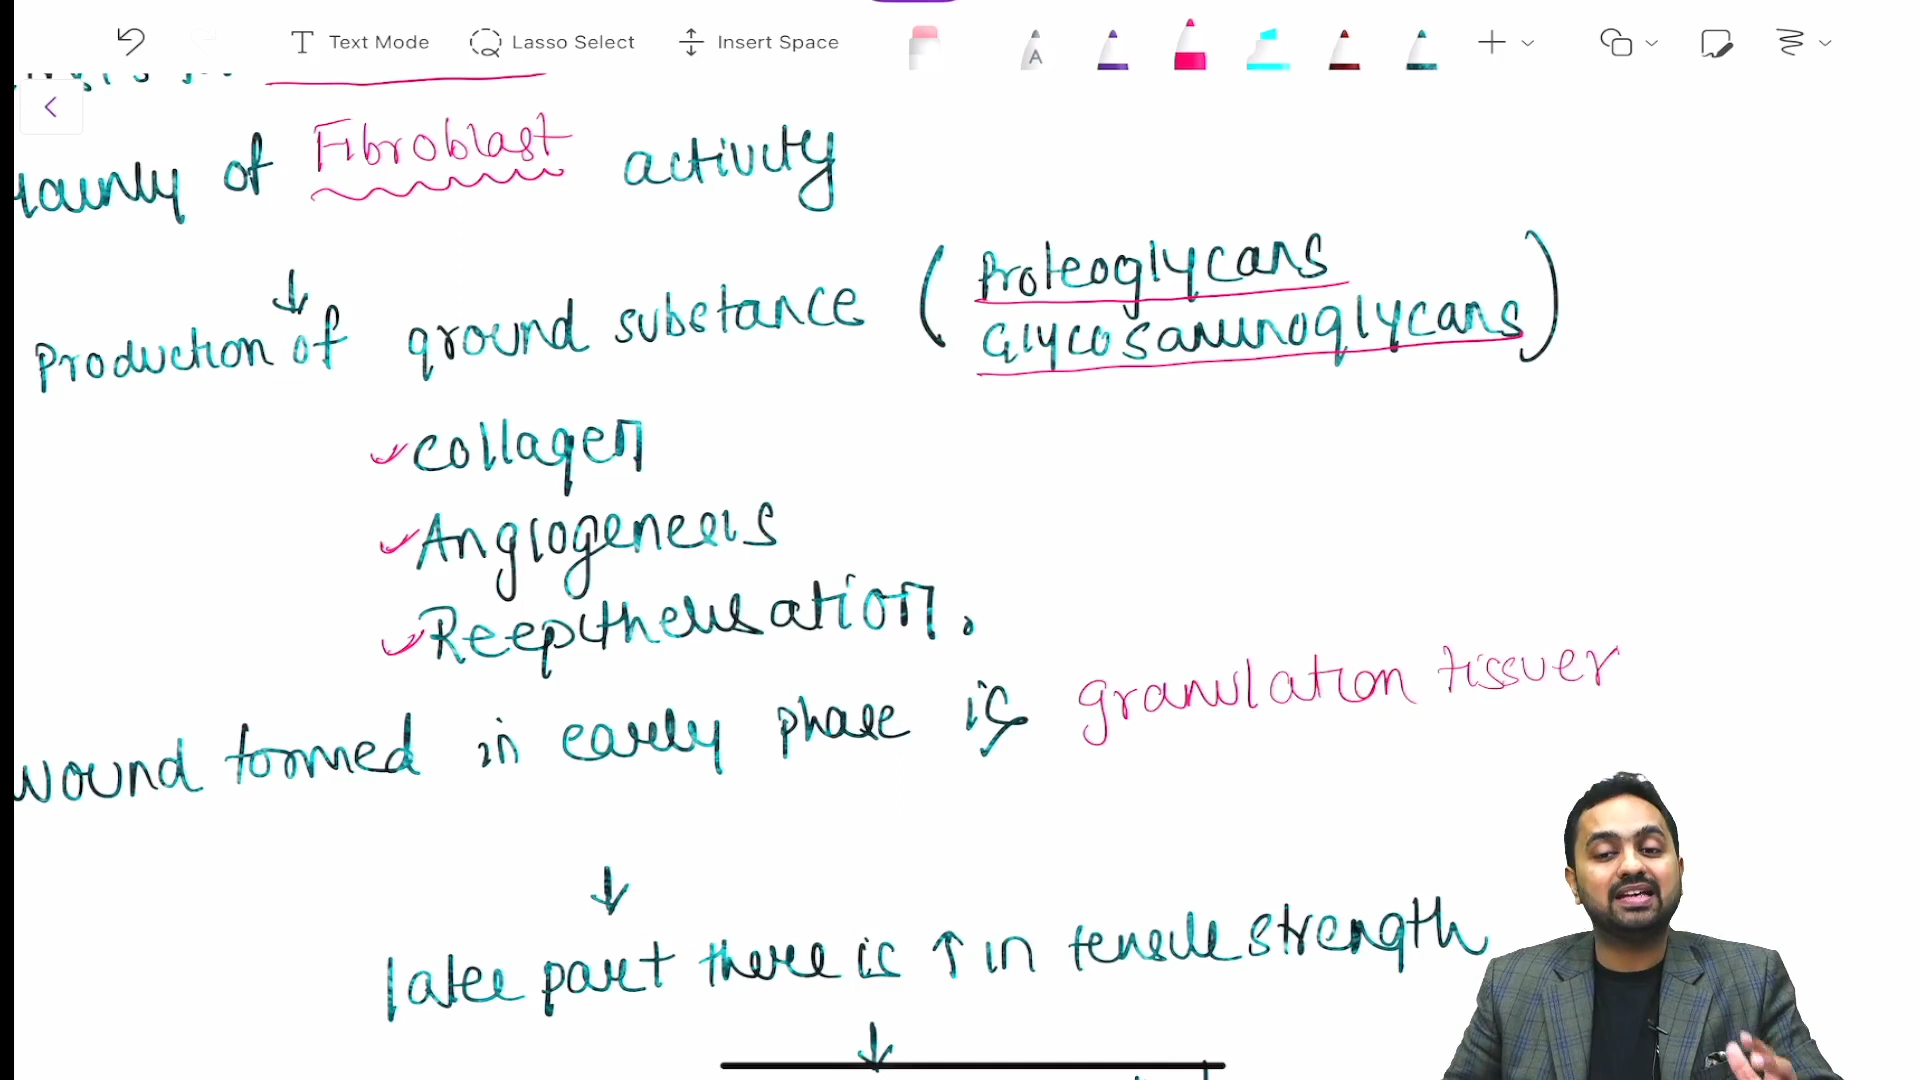 Text Mode Lasso Select Insert Space
A
mainly of Fibroblast activity
Production of ground substance (Proteoglycans
Glycosaminoglycans)
Collagen
Angiogenesis
Reepithelisation.
wound formed in early phase is granulation tissue
later part there is ↑ in tensile strength